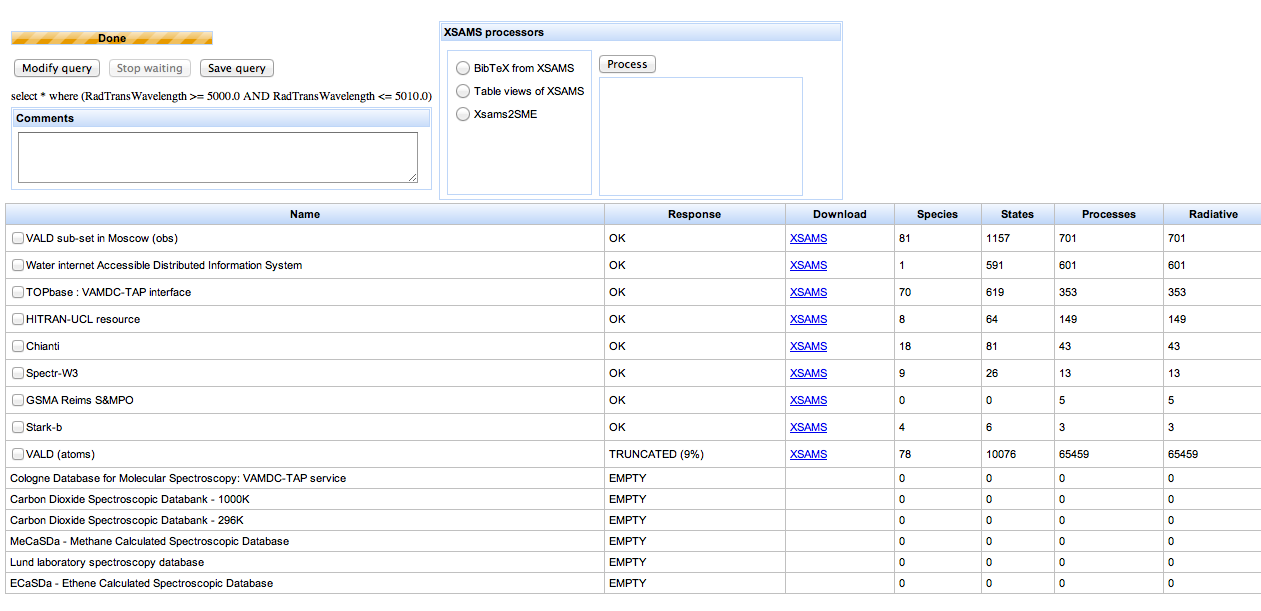 Done
Modify query Stop waiting Save query
select * where (RadTransWavelength >= 5000.0 AND RadTransWavelength <= 5010.0)
Comments
XSAMS processors
BibTeX from XSAMS
Table views of XSAMS
Xsams2SME
Process
Name Response Download Species States Processes Radiative
VALD sub-set in Moscow (obs) OK XSAMS 81 1157 701 701
Water internet Accessible Distributed Information System OK XSAMS 1 591 601 601
TOPbase : VAMDC-TAP interface OK XSAMS 70 619 353 353
HITRAN-UCL resource OK XSAMS 8 64 149 149
Chianti OK XSAMS 18 81 43 43
Spectr-W3 OK XSAMS 9 26 13 13
GSMA Reims S&MPO OK XSAMS 0 0 5 5
Stark-b OK XSAMS 4 6 3 3
VALD (atoms) TRUNCATED (9%) XSAMS 78 10076 65459 65459
Cologne Database for Molecular Spectroscopy: VAMDC-TAP service EMPTY 0 0 0 0
Carbon Dioxide Spectroscopic Databank - 1000K EMPTY 0 0 0 0
Carbon Dioxide Spectroscopic Databank - 296K EMPTY 0 0 0 0
MeCaSDa - Methane Calculated Spectroscopic Database EMPTY 0 0 0 0
Lund laboratory spectroscopy database EMPTY 0 0 0 0
ECaSDa - Ethene Calculated Spectroscopic Database EMPTY 0 0 0 0